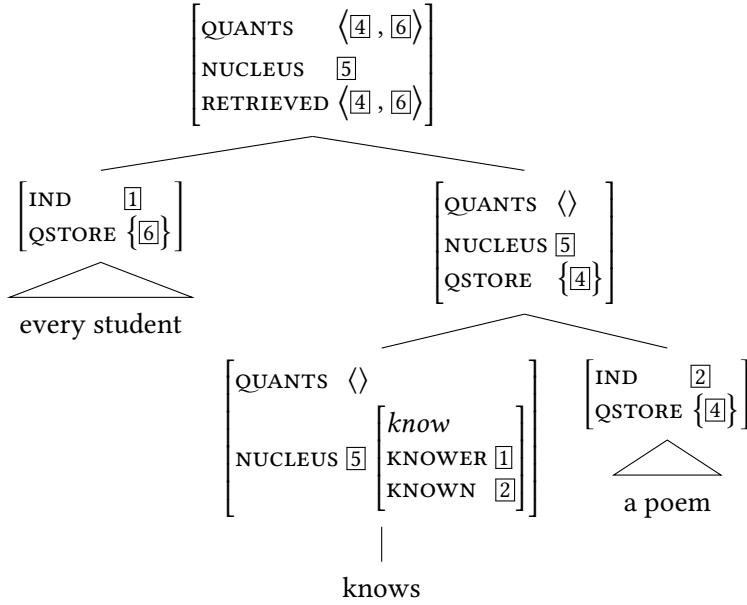 QUANTS ⟨4 , 6⟩
NUCLEUS 5
RETRIEVED ⟨4 , 6⟩
IND 1
QSTORE {6}
every student
QUANTS ⟨⟩
NUCLEUS 5
QSTORE {4}
QUANTS ⟨⟩
NUCLEUS 5
know
KNOWER 1
KNOWN 2
knows
IND 2
QSTORE {4}
a poem